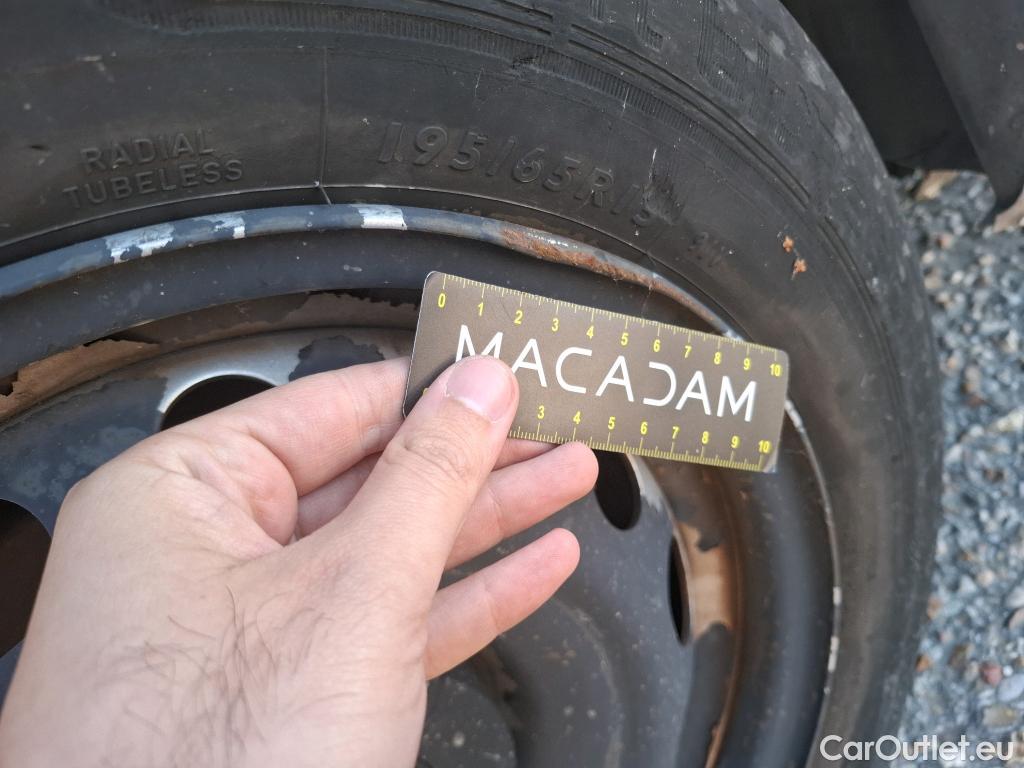 RADIAL
TUBELESS
195/65R15
91V
0 1 2 3 4 5 6 7 8 9 10
MACADAM
3 4 5 6 7 8 9 10
CarOutlet.eu